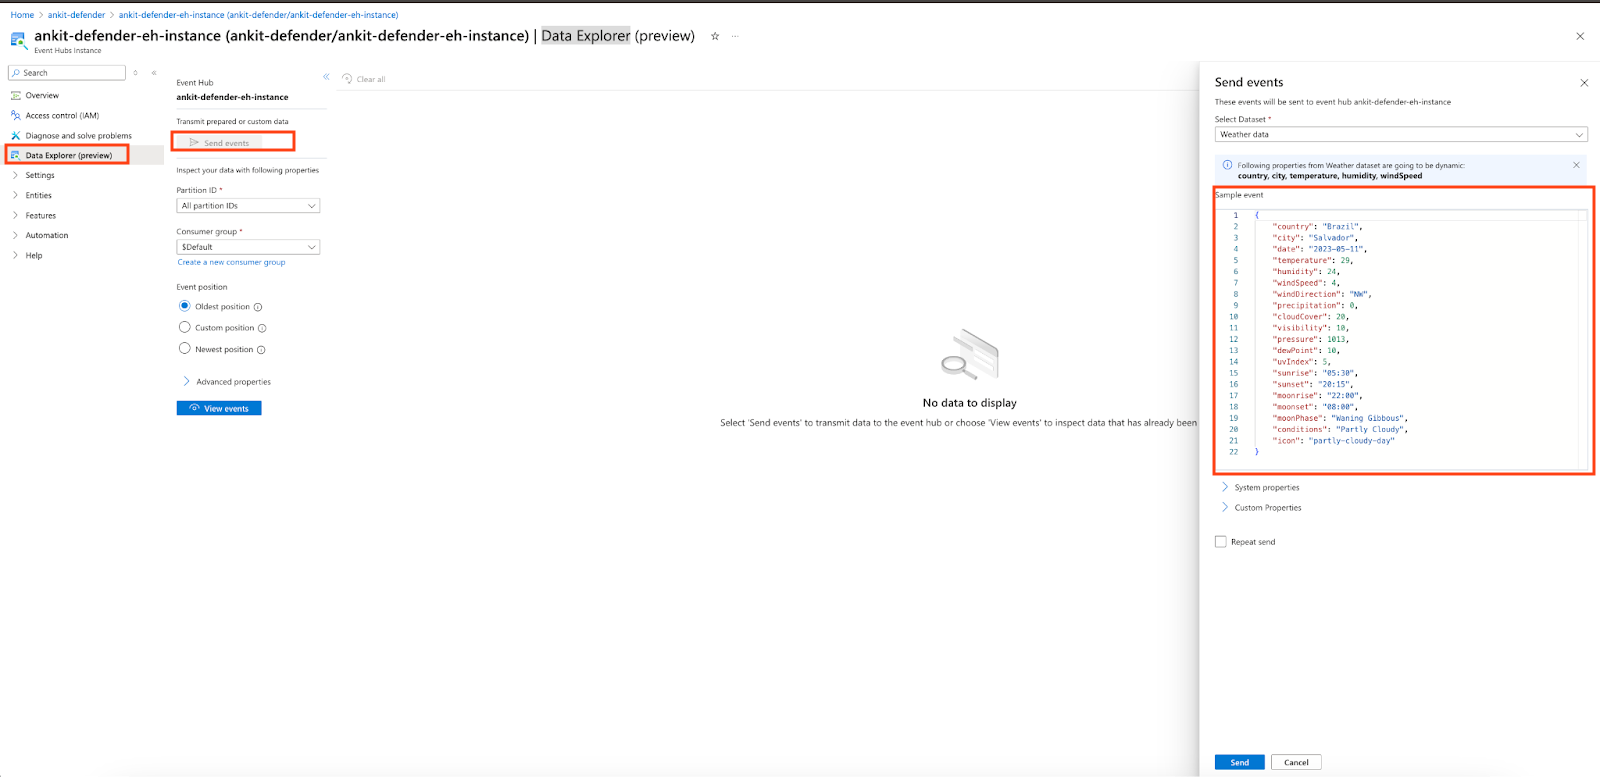 Home > ankit-defender > ankit-defender-eh-instance (ankit-defender/ankit-defender-eh-instance)
ankit-defender-eh-instance (ankit-defender/ankit-defender-eh-instance) | Data Explorer (preview) ☆ ...
Event Hubs Instance
Search
Overview
Access control (IAM)
Diagnose and solve problems
Data Explorer (preview)
Settings
Entities
Features
Automation
Help
Event Hub
ankit-defender-eh-instance
Transmit prepared or custom data
Send events
Inspect your data with following properties
Partition ID *
All partition IDs
Consumer group *
$Default
Create a new consumer group
Event position
Oldest position
Custom position
Newest position
Advanced properties
View events
Clear all
No data to display
Select 'Send events' to transmit data to the event hub or choose 'View events' to inspect data that has already been
Send events
These events will be sent to event hub ankit-defender-eh-instance
Select Dataset *
Weather data
Following properties from Weather dataset are going to be dynamic:
country, city, temperature, humidity, windSpeed
Sample event
1 {
2 "country": "Brazil",
3 "city": "Salvador",
4 "date": "2023-05-11",
5 "temperature": 29,
6 "humidity": 24,
7 "windSpeed": 4,
8 "windDirection": "NW",
9 "precipitation": 0,
10 "cloudCover": 20,
11 "visibility": 10,
12 "pressure": 1013,
13 "dewPoint": 10,
14 "uvIndex": 5,
15 "sunrise": "05:30",
16 "sunset": "20:15",
17 "moonrise": "22:00",
18 "moonset": "08:00",
19 "moonPhase": "Waning Gibbous",
20 "conditions": "Partly Cloudy",
21 "icon": "partly-cloudy-day"
22 }
System properties
Custom Properties
Repeat send
Send
Cancel